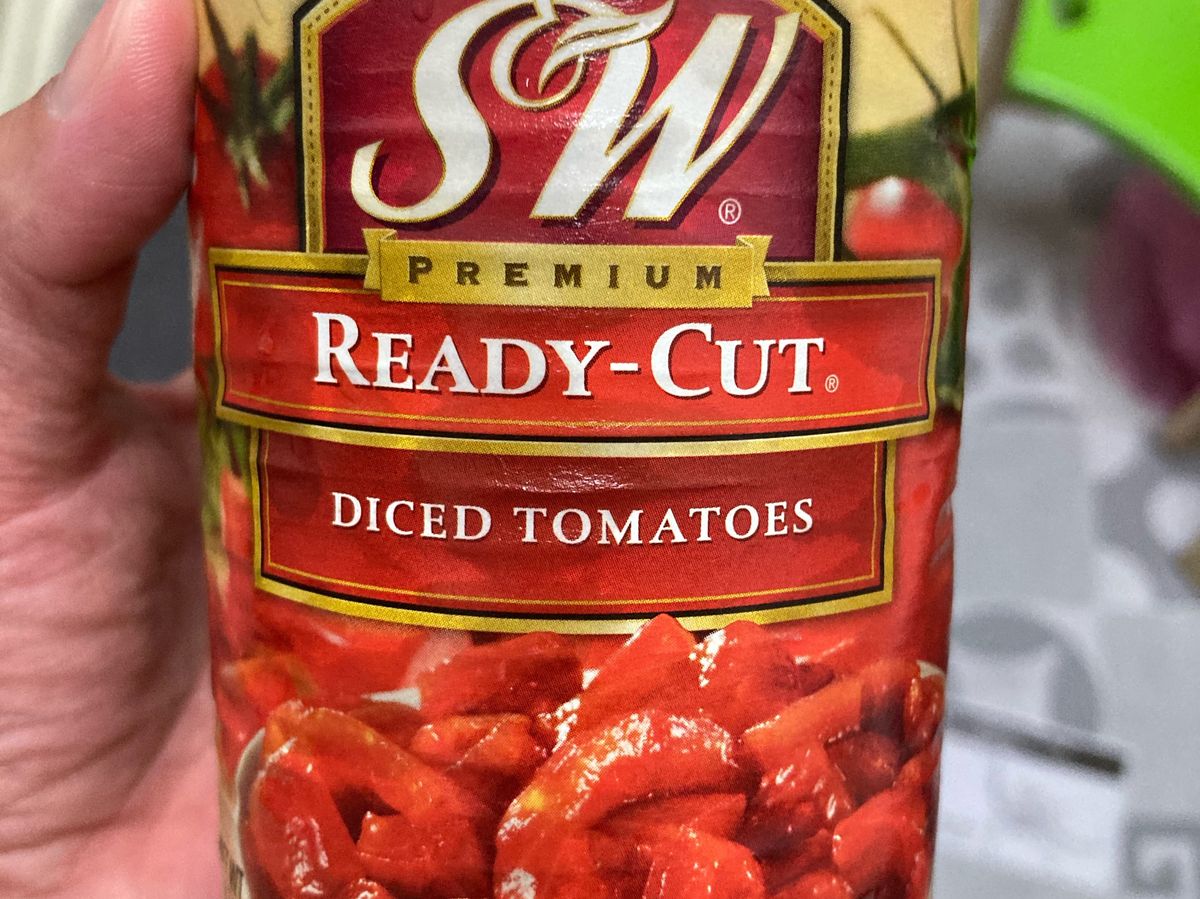 S&W®
PREMIUM
READY-CUT®
DICED TOMATOES